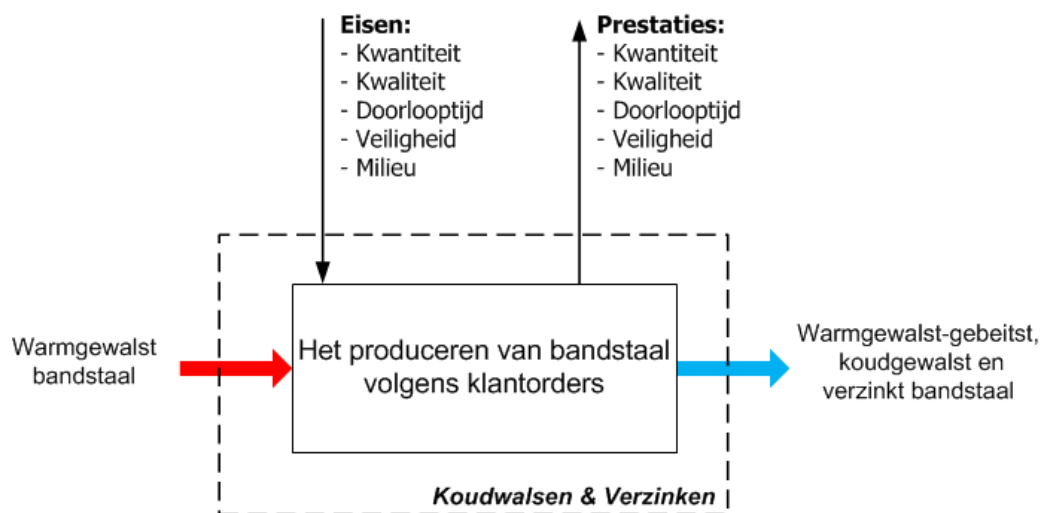 Eisen:
- Kwantiteit
- Kwaliteit
- Doorlooptijd
- Veiligheid
- Milieu
Prestaties:
- Kwantiteit
- Kwaliteit
- Doorlooptijd
- Veiligheid
- Milieu
Warmgewalst
bandstaal
Het produceren van bandstaal
volgens klantorders
Warmgewalst-gebeitst,
koudgewalst en
verzinkt bandstaal
Koudwalsen & Verzinken